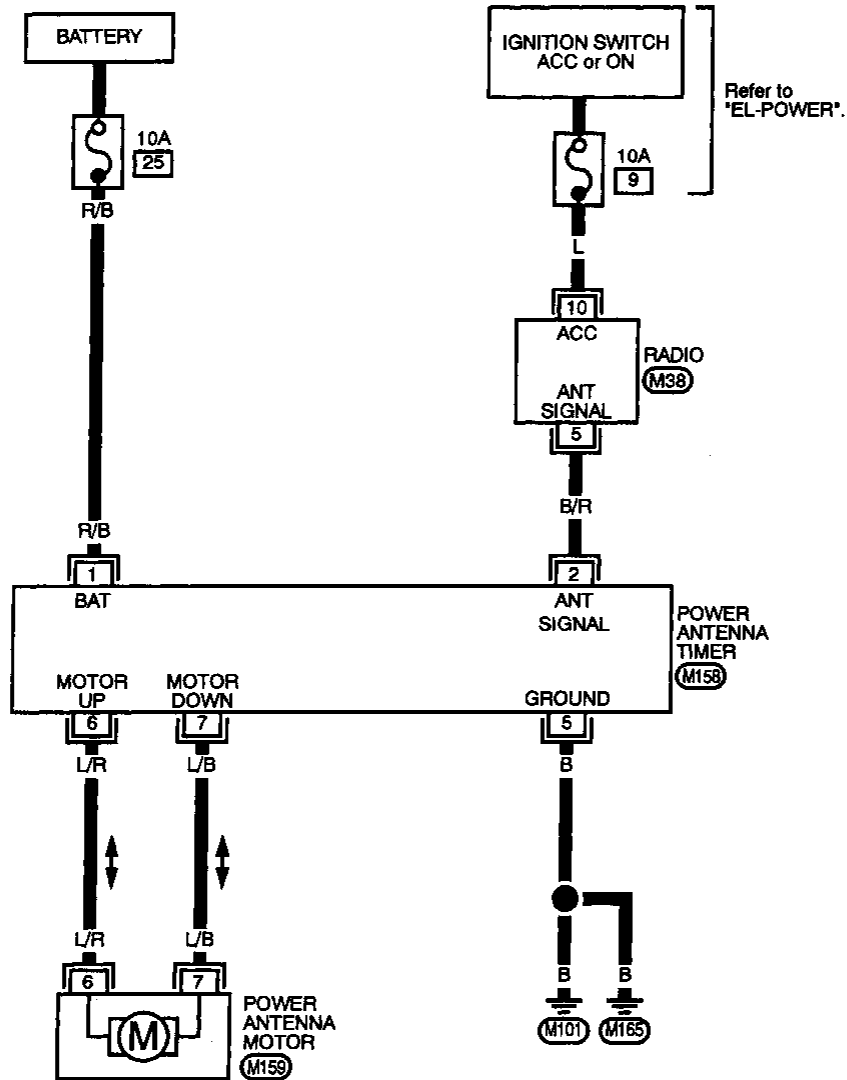 BATTERY
IGNITION SWITCH
ACC or ON
Refer to
"EL-POWER".
10A
25
10A
9
R/B
L
10
ACC
RADIO
M38
ANT
SIGNAL
5
B/R
R/B
1
2
BAT
ANT
SIGNAL
POWER
ANTENNA
TIMER
M158
MOTOR
UP
MOTOR
DOWN
GROUND
6
7
5
L/R
L/B
B
L/R
L/B
B
B
6
7
M
POWER
ANTENNA
MOTOR
M159
M101
M165